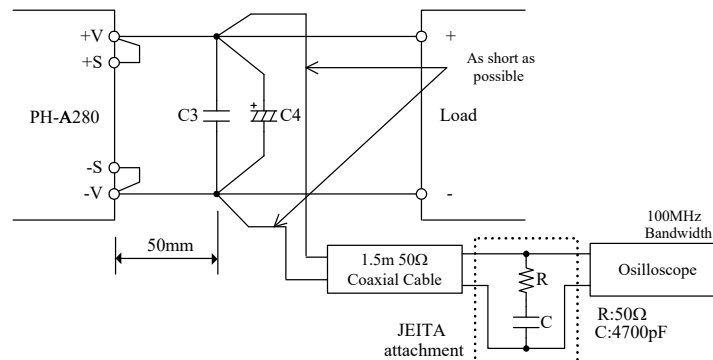 +V
+S
PH-A280
-S
-V
C3
+
C4
As short as
possible
+
Load
-
50mm
1.5m 50Ω
Coaxial Cable
JEITA
attachment
R
C
100MHz
Bandwidth
Osilloscope
R:50Ω
C:4700pF